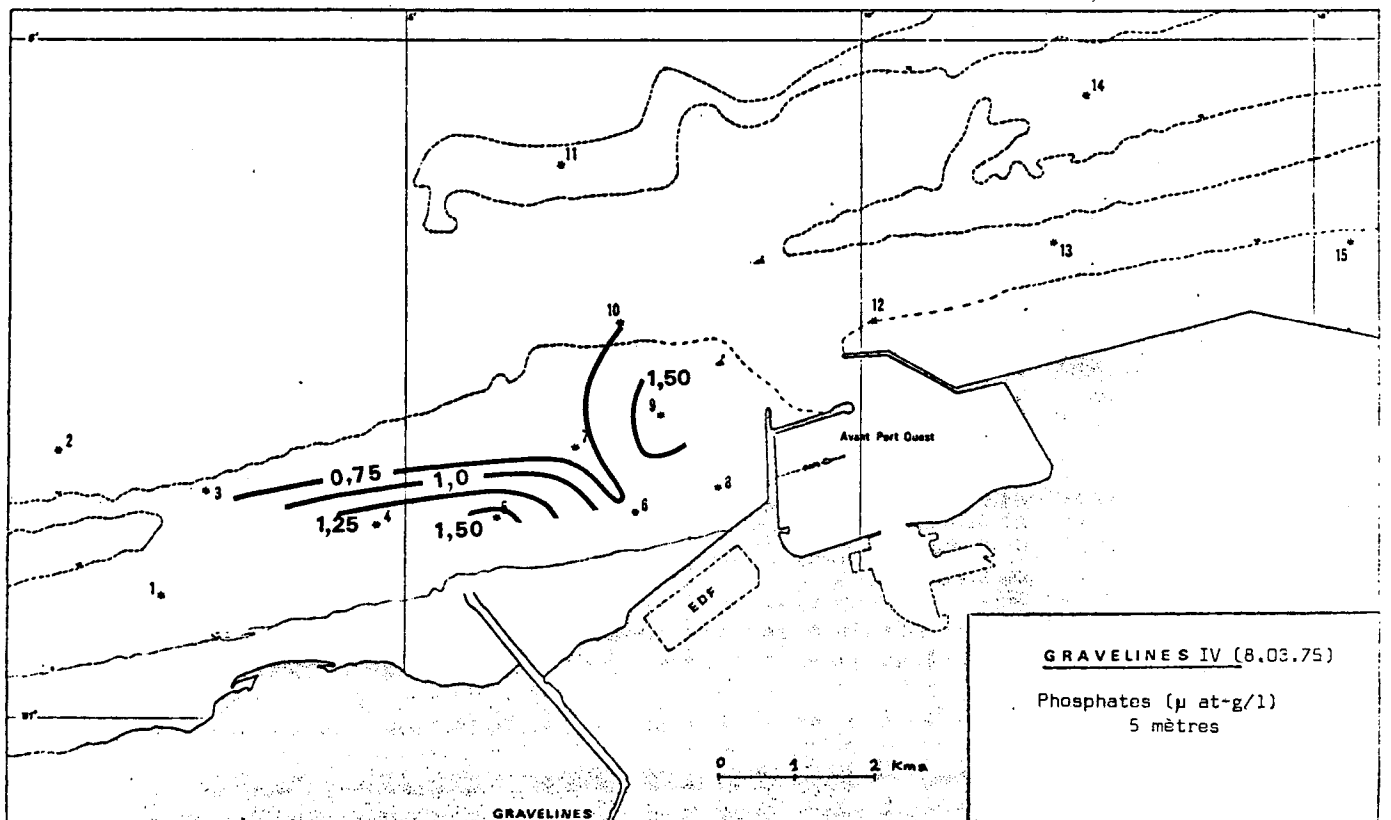 14
11
13
15
10
12
1,50
9
Avant Port Ouest
2
7
0,75
1,0
3
8
1,25
4
1,50
5
6
1
EDF
GRAVELINES IV (8.03.75)
Phosphates (µ at-g/l)
5 mètres
0 1 2 Kms
GRAVELINES